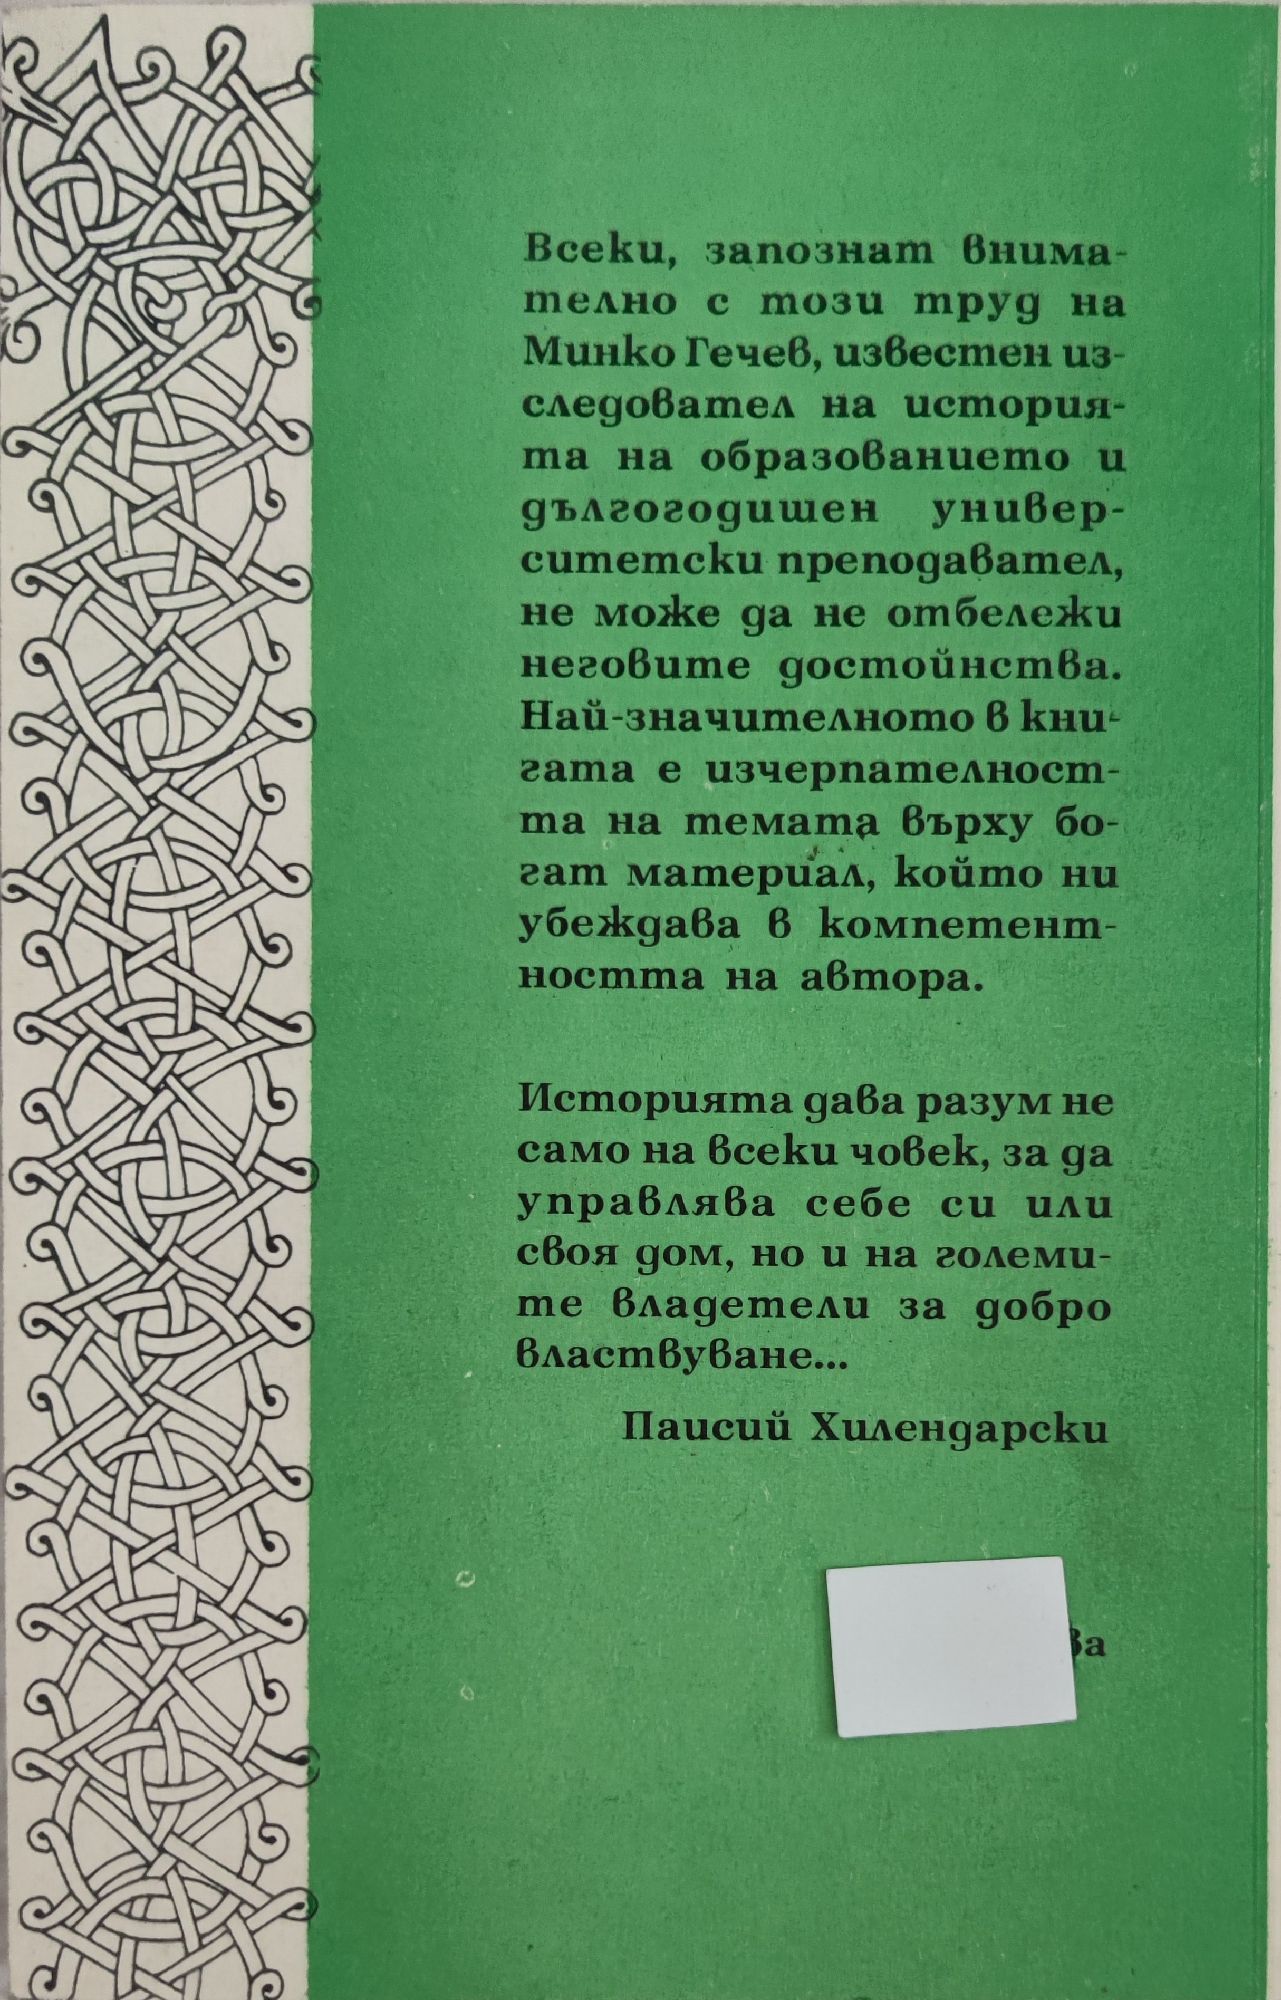 Всеки, запознат внима-
телно с този труд на
Минко Гечев, известен из-
следовател на история-
та на образованието и
дългогодишен универ-
ситетски преподавател,
не може да не отбележи
неговите достойнства.
Най-значителното в кни-
гата е изчерпателност-
та на темата върху бо-
гат материал, който ни
убеждава в компетент-
ността на автора.
Историята дава разум не
само на всеки човек, за да
управлява себе си или
своя дом, но и на големи-
те владетели за добро
властвуване...
Паисий Хилендарски